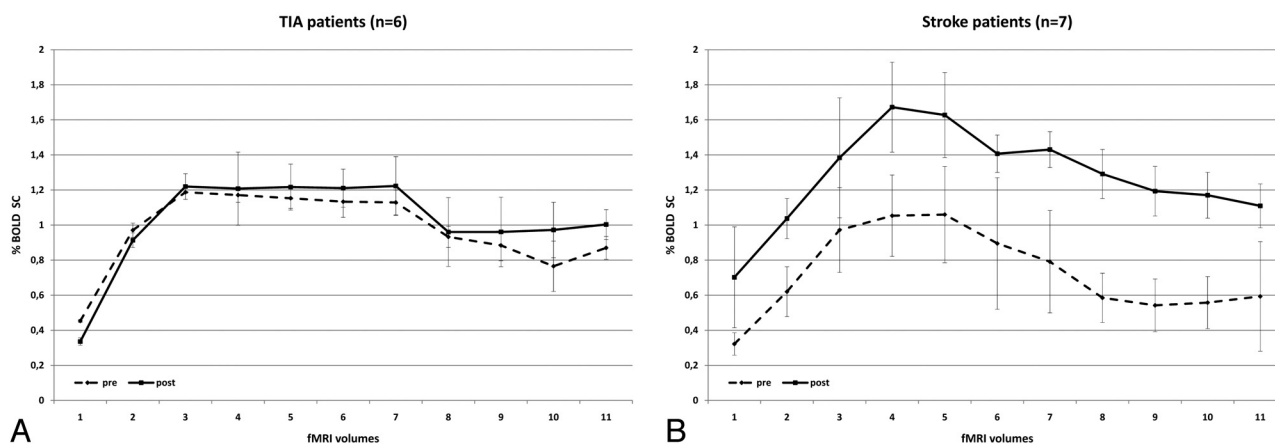 TIA patients (n=6)
2
1,8
1,6
1,4
1,2
1
0,8
0,6
0,4
0,2
0
% BOLD SC
pre post
1 2 3 4 5 6 7 8 9 10 11
fMRI volumes
A
Stroke patients (n=7)
2
1,8
1,6
1,4
1,2
1
0,8
0,6
0,4
0,2
0
% BOLD SC
pre post
1 2 3 4 5 6 7 8 9 10 11
fMRI volumes
B